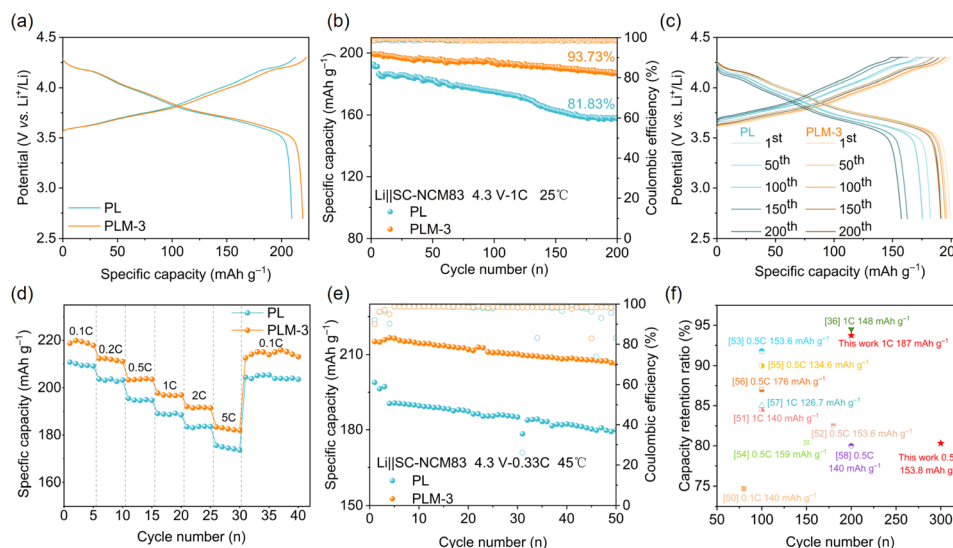 (a)
4.5
4.0
3.5
3.0
2.5
Potential (V vs. Li⁺/Li)
PL
PLM-3
0 50 100 150 200
Specific capacity (mAh g⁻¹)
(b)
200
160
120
80
Specific capacity (mAh g⁻¹)
93.73%
81.83%
Li||SC-NCM83 4.3 V-1C 25℃
PL
PLM-3
100
80
60
40
20
0
Coulombic efficiency (%)
0 50 100 150 200
Cycle number (n)
(c)
4.5
4.0
3.5
3.0
2.5
Potential (V vs. Li⁺/Li)
PL PLM-3
1st 1st
50th 50th
100th 100th
150th 150th
200th 200th
0 50 100 150 200
Specific capacity (mAh g⁻¹)
(d)
220
200
180
160
Specific capacity (mAh g⁻¹)
0.1C
0.2C
0.5C
1C
2C
5C
0.1C
PL
PLM-3
0 10 20 30 40
Cycle number (n)
(e)
210
180
150
Specific capacity (mAh g⁻¹)
Li||SC-NCM83 4.3 V-0.33C 45℃
PL
PLM-3
100
80
60
40
20
0
Coulombic efficiency (%)
0 10 20 30 40 50
Cycle number (n)
(f)
95
90
85
80
75
Capacity retention ratio (%)
[36] 1C 148 mAh g⁻¹
This work 1C 187 mAh g⁻¹
[53] 0.5C 153.6 mAh g⁻¹
[55] 0.5C 134.6 mAh g⁻¹
[56] 0.5C 176 mAh g⁻¹
[57] 1C 126.7 mAh g⁻¹
[51] 1C 140 mAh g⁻¹
[52] 0.5C 153.6 mAh g⁻¹
[54] 0.5C 159 mAh g⁻¹
[58] 0.5C
140 mAh g⁻¹
This work 0.5
153.8 mAh g⁻¹
[50] 0.1C 140 mAh g⁻¹
50 100 150 200 250 300
Cycle number (n)